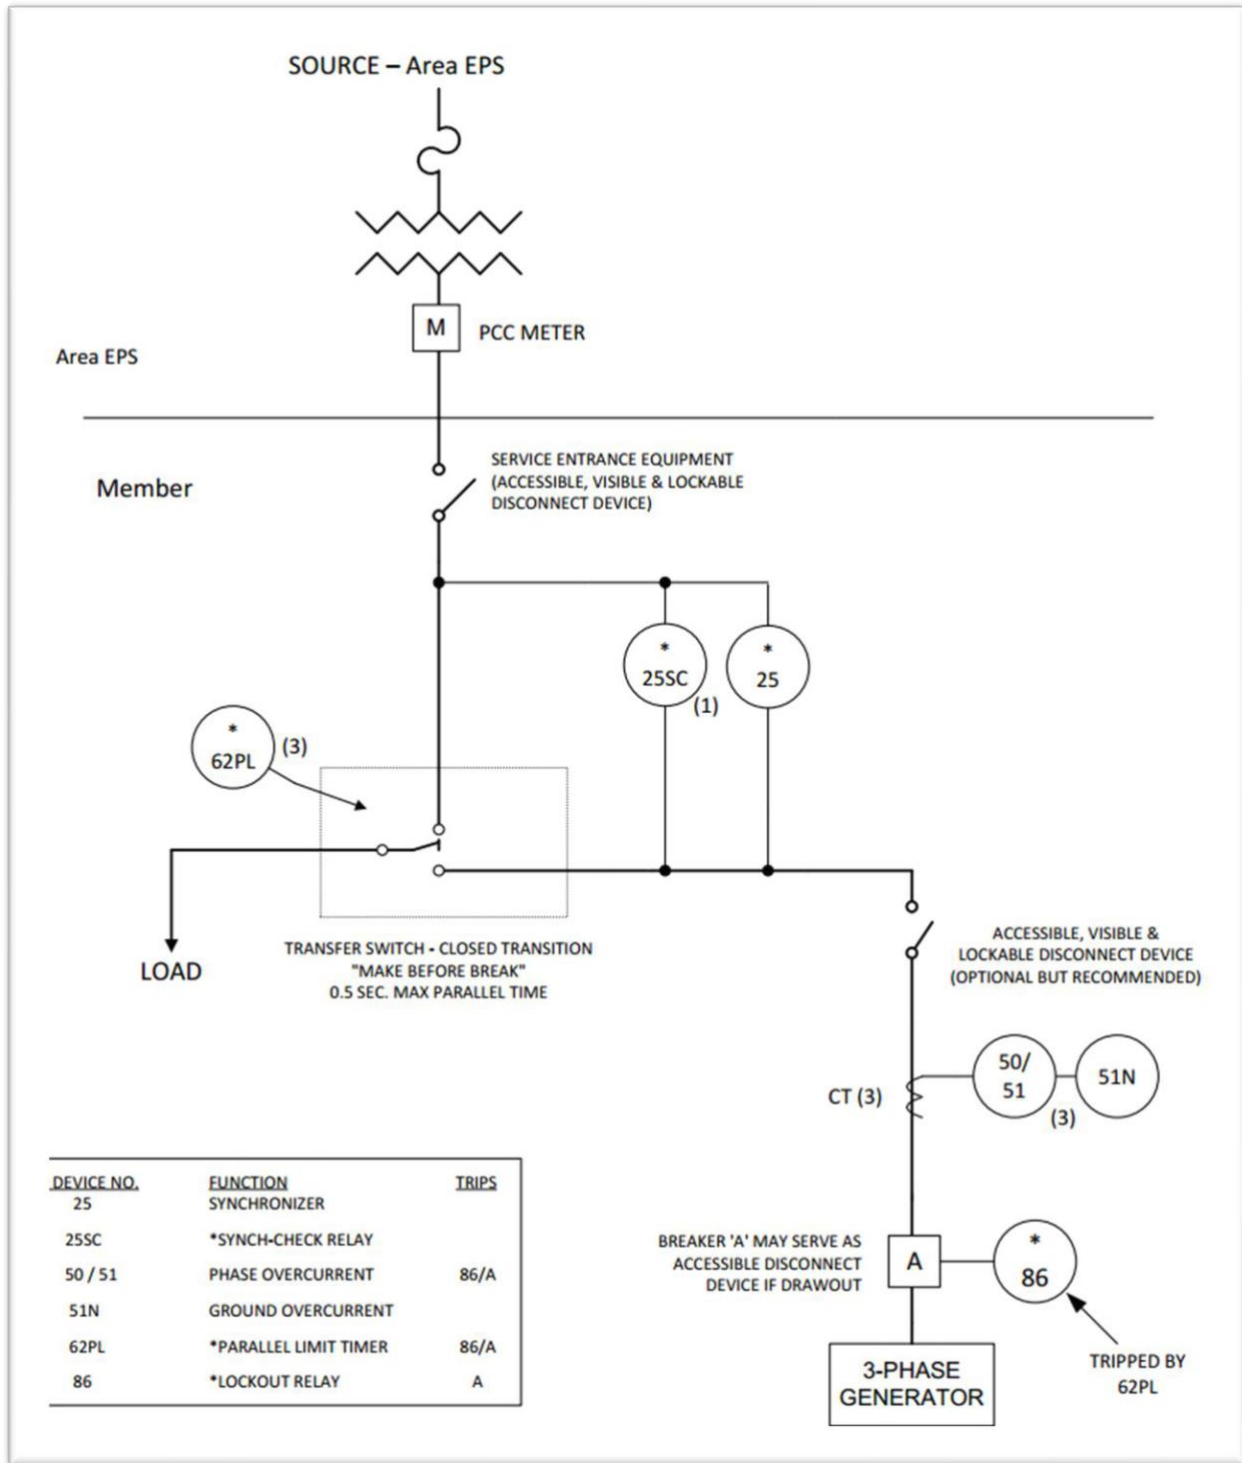 SOURCE – Area EPS
M
PCC METER
Area EPS
Member
SERVICE ENTRANCE EQUIPMENT
(ACCESSIBLE, VISIBLE & LOCKABLE
DISCONNECT DEVICE)
*
25SC
(1)
*
25
*
62PL
(3)
LOAD
TRANSFER SWITCH - CLOSED TRANSITION
"MAKE BEFORE BREAK"
0.5 SEC. MAX PARALLEL TIME
ACCESSIBLE, VISIBLE &
LOCKABLE DISCONNECT DEVICE
(OPTIONAL BUT RECOMMENDED)
CT (3)
50/
51
(3)
51N
BREAKER 'A' MAY SERVE AS
ACCESSIBLE DISCONNECT
DEVICE IF DRAWOUT
A
*
86
TRIPPED BY
62PL
3-PHASE
GENERATOR
DEVICE NO. FUNCTION TRIPS
25 SYNCHRONIZER
25SC *SYNCH-CHECK RELAY
50 / 51 PHASE OVERCURRENT 86/A
51N GROUND OVERCURRENT
62PL *PARALLEL LIMIT TIMER 86/A
86 *LOCKOUT RELAY A